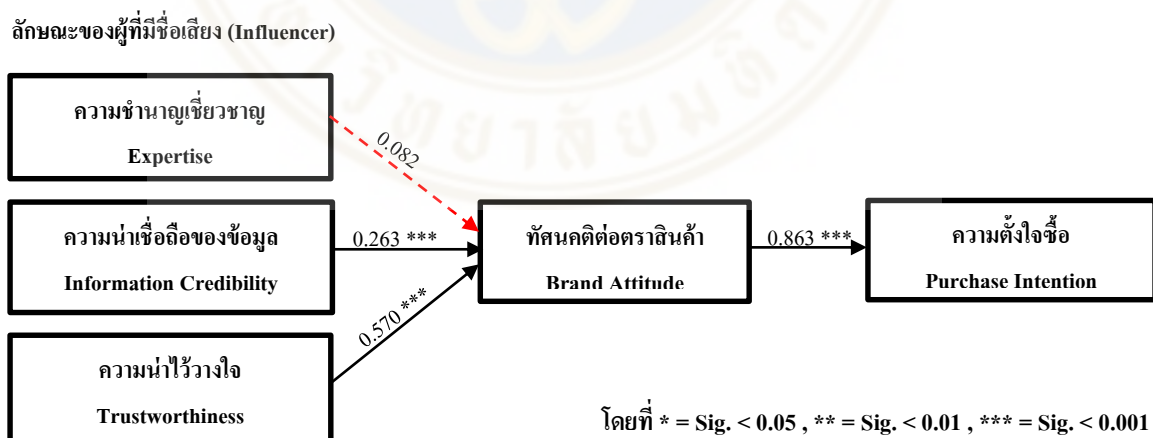 ลักษณะของผู้ที่มีชื่อเสียง (Influencer)
ความชำนาญเชี่ยวชาญ
Expertise
0.082
ความน่าเชื่อถือของข้อมูล
Information Credibility
0.263 ***
ความน่าไว้วางใจ
Trustworthiness
0.570 ***
ทัศนคติต่อตราสินค้า
Brand Attitude
0.863 ***
ความตั้งใจซื้อ
Purchase Intention
โดยที่ * = Sig. < 0.05 , ** = Sig. < 0.01 , *** = Sig. < 0.001